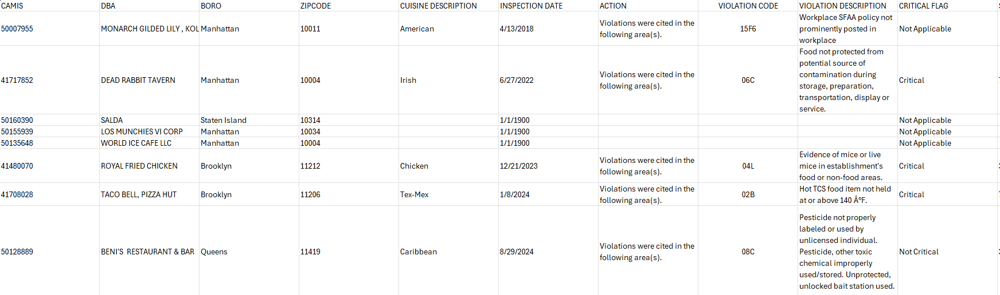 CAMIS DBA BORO ZIPCODE CUISINE DESCRIPTION INSPECTION DATE ACTION VIOLATION CODE VIOLATION DESCRIPTION CRITICAL FLAG
50007955 MONARCH GILDED LILY , KOL Manhattan 10011 American 4/13/2018 Violations were cited in the following area(s). 15F6 Workplace SFAA policy not prominently posted in workplace Not Applicable
41717852 DEAD RABBIT TAVERN Manhattan 10004 Irish 6/27/2022 Violations were cited in the following area(s). 06C Food not protected from potential source of contamination during storage, preparation, transportation, display or service. Critical
50160390 SALDA Staten Island 10314 1/1/1900 Not Applicable
50155939 LOS MUNCHIES VI CORP Manhattan 10034 1/1/1900 Not Applicable
50135648 WORLD ICE CAFE LLC Manhattan 10004 1/1/1900 Not Applicable
41480070 ROYAL FRIED CHICKEN Brooklyn 11212 Chicken 12/21/2023 Violations were cited in the following area(s). 04L Evidence of mice or live mice in establishment's food or non-food areas. Critical
41708028 TACO BELL, PIZZA HUT Brooklyn 11206 Tex-Mex 1/8/2024 Violations were cited in the following area(s). 02B Hot TCS food item not held at or above 140 Â°F. Critical
50128889 BENI'S  RESTAURANT & BAR Queens 11419 Caribbean 8/29/2024 Violations were cited in the following area(s). 08C Pesticide not properly labeled or used by unlicensed individual. Pesticide, other toxic chemical improperly used/stored. Unprotected, unlocked bait station used. Not Critical